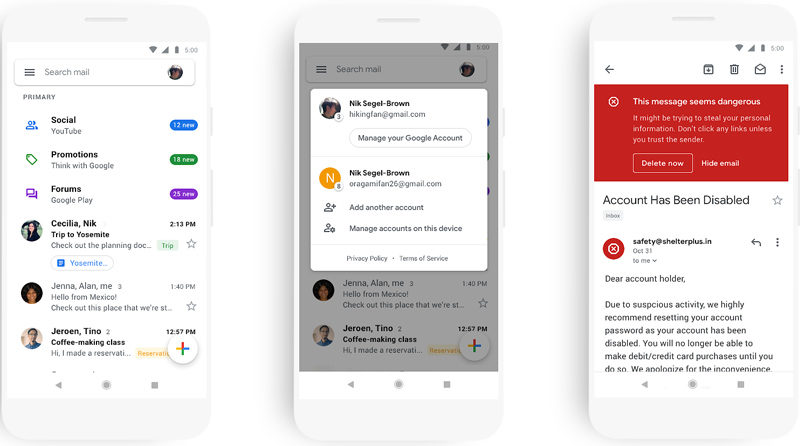 5:00
Search mail
PRIMARY
Social
YouTube
12 new
Promotions
Think with Google
18 new
Forums
Google Play
25 new
Cecilia, Nik
2:13 PM
Trip to Yosemite
Check out the planning doc...
Trip
Yosemite...
Jenna, Alan, me 3
1:40 PM
Hello from Mexico!
Check out this place that we're st...
Jeroen, Tino 2
12:57 PM
Coffee-making class
Hi, I made a reservati...
Reservatio
5:00
Search mail
Nik Segel-Brown
3
hikingfan@gmail.com
Manage your Google Account
N
Nik Segel-Brown
8
oragamifan26@gmail.com
Add another account
Manage accounts on this device
Privacy Policy • Terms of Service
Jenna, Alan, me 3
1:40 PM
Hello from Mexico!
Check out this place that we're st...
Jeroen, Tino 2
12:57 PM
Coffee-making class
Hi, I made a reservati...
Reservatio
5:00
This message seems dangerous
It might be trying to steal your personal
information. Don't click any links unless
you trust the sender.
Delete now
Hide email
Account Has Been Disabled
Inbox
safety@shelterplus.in
Oct 31
to me
Dear account holder,
Due to suspcious activity, we highly
recommend resetting your account
password as your account has been
disabled. You will no longer be able to
make debit/credit card purchases until you
do so. We apologize for the inconvenience.